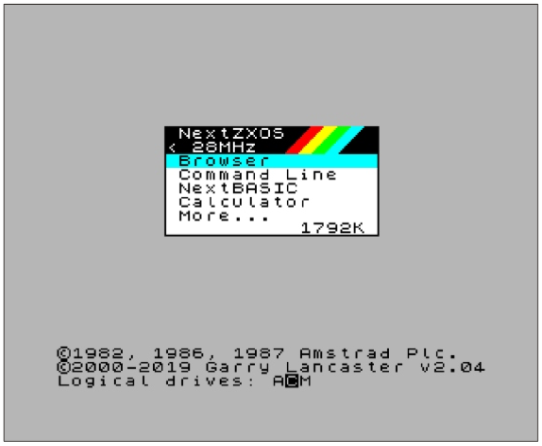 NextZXOS
< 28MHz
Browser
Command Line
NextBASIC
Calculator
More...
1792K
©1982, 1986, 1987 Amstrad Plc.
©2000-2019 Garry Lancaster v2.04
Logical drives: ACM